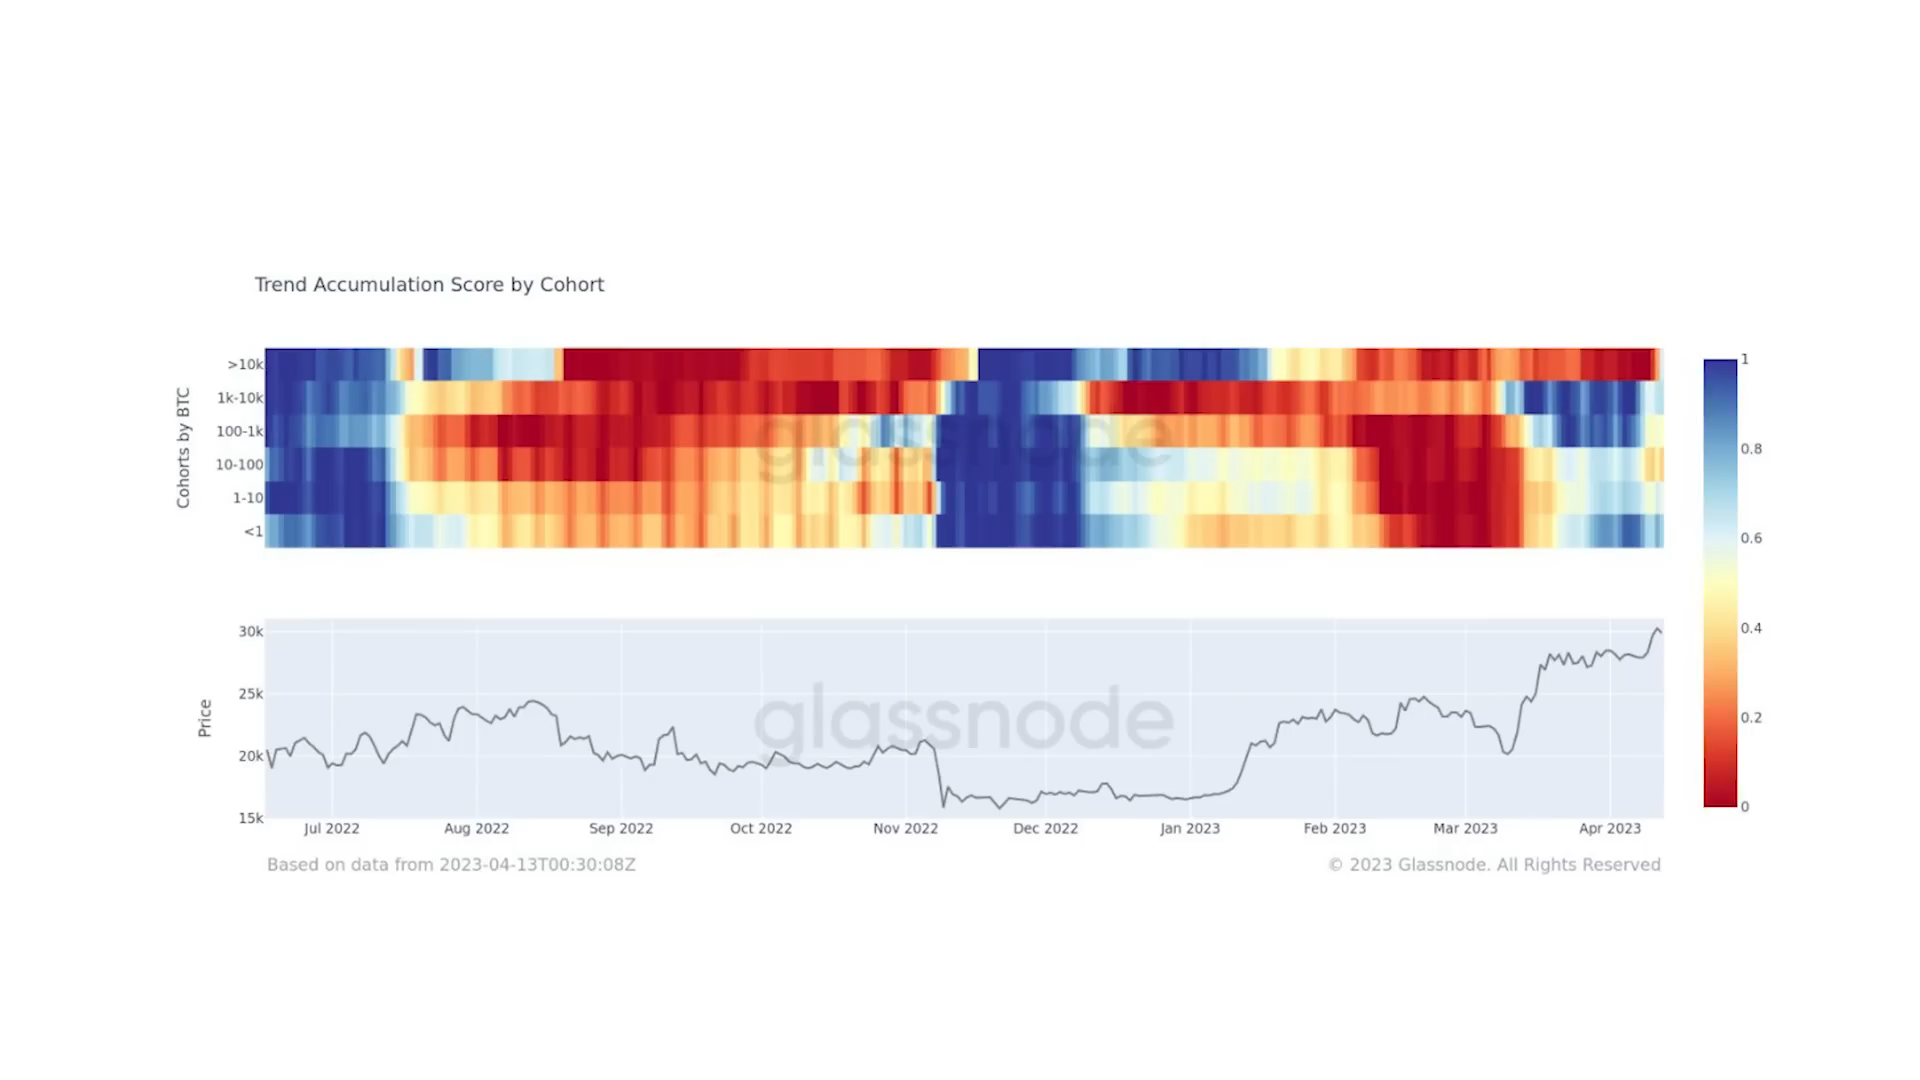 Trend Accumulation Score by Cohort
Cohorts by BTC
>10k
1k-10k
100-1k
10-100
1-10
<1
glassnode
1
0.8
0.6
0.4
0.2
0
Price
30k
25k
20k
15k
glassnode
Jul 2022 Aug 2022 Sep 2022 Oct 2022 Nov 2022 Dec 2022 Jan 2023 Feb 2023 Mar 2023 Apr 2023
Based on data from 2023-04-13T00:30:08Z © 2023 Glassnode. All Rights Reserved